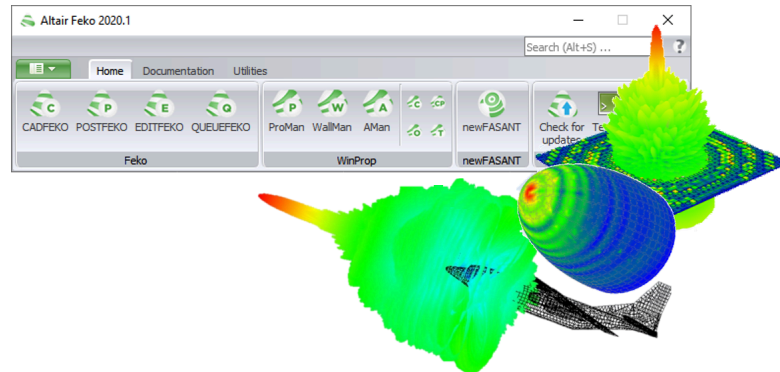 Altair Feko 2020.1
Search (Alt+S) ...
Home Documentation Utilities
CADFEKO POSTFEKO EDITFEKO QUEUEFEKO ProMan WallMan AMan newFASANT Check for
updates
Feko WinProp newFASANT